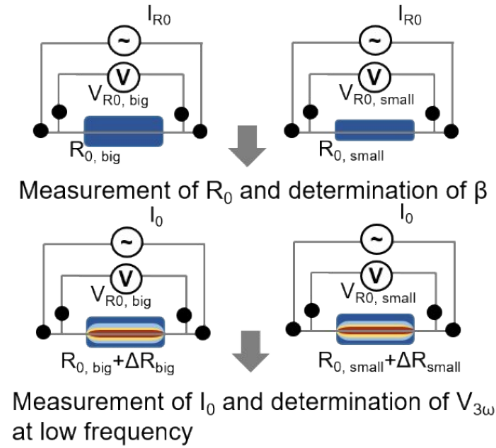 I_R0 I_R0
~ ~
V V
V_R0, big V_R0, small
R_0, big R_0, small
Measurement of R_0 and determination of β
I_0 I_0
~ ~
V V
V_R0, big V_R0, small
R_0, big+ΔR_big R_0, small+ΔR_small
Measurement of I_0 and determination of V_3ω
at low frequency